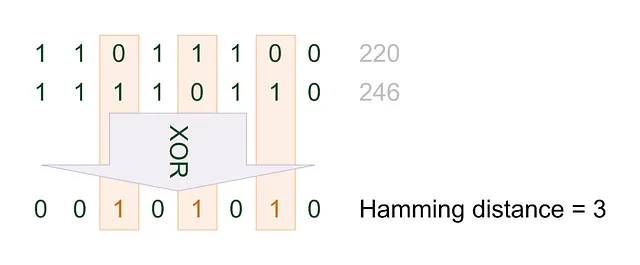 1 1 0 1 1 1 0 0 220
1 1 1 1 0 1 1 0 246
XOR
0 0 1 0 1 0 1 0 Hamming distance = 3